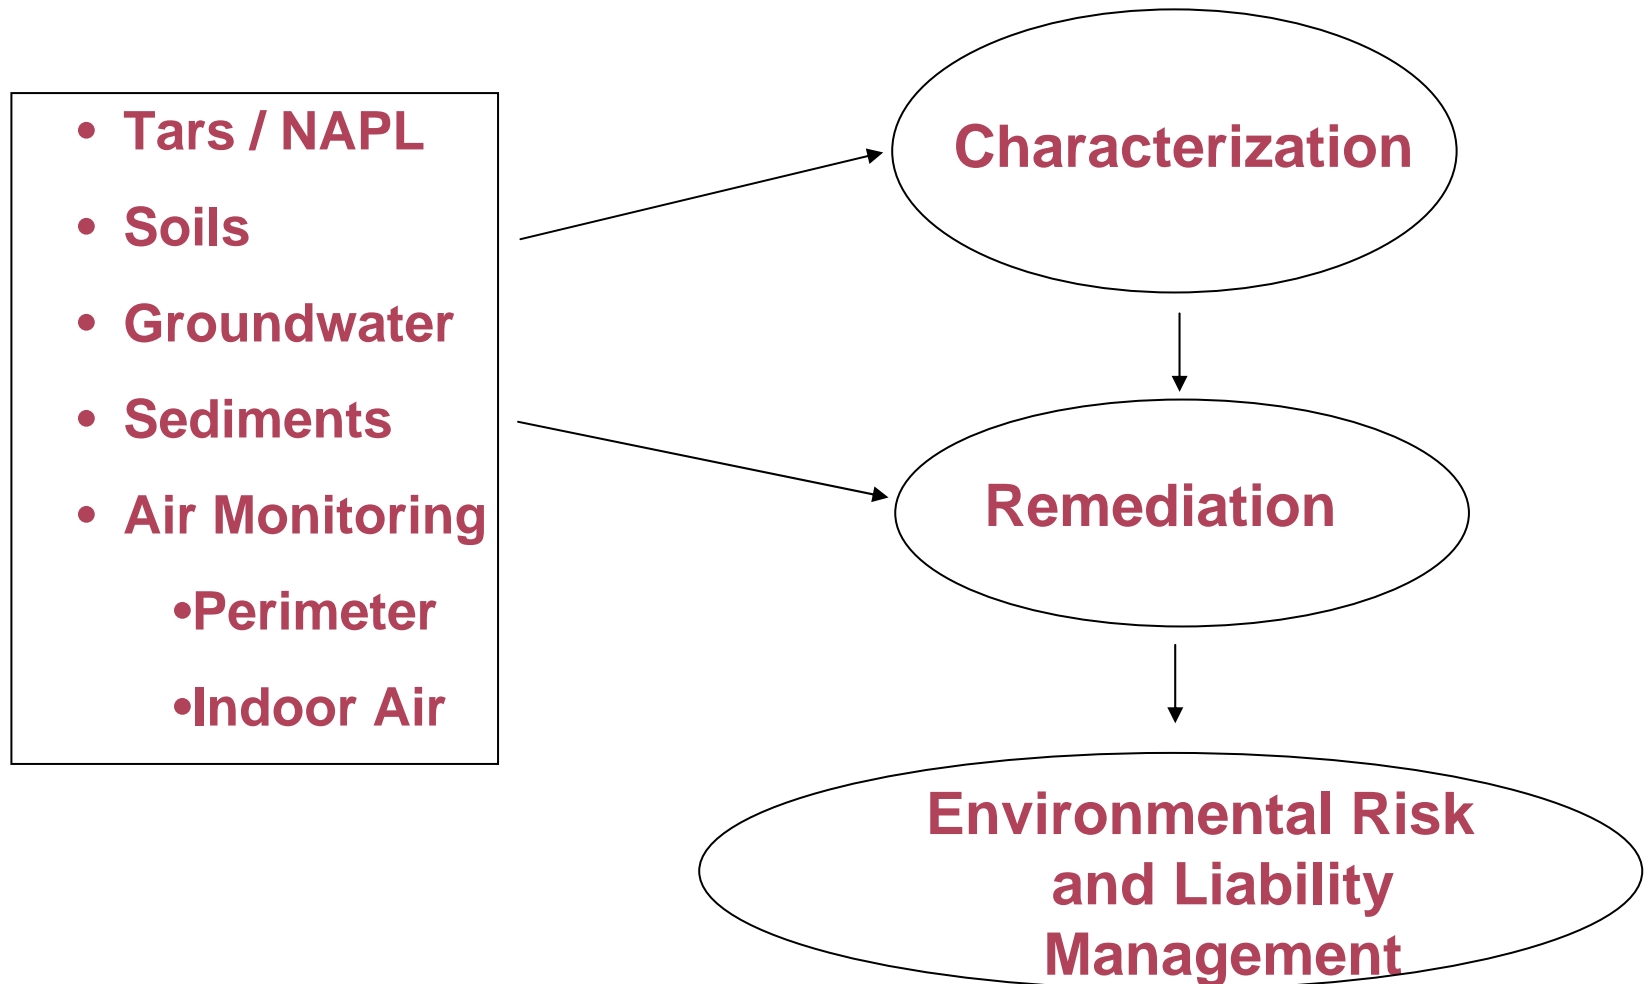 • Tars / NAPL
• Soils
• Groundwater
• Sediments
• Air Monitoring
•Perimeter
•Indoor Air
Characterization
Remediation
Environmental Risk
and Liability
Management